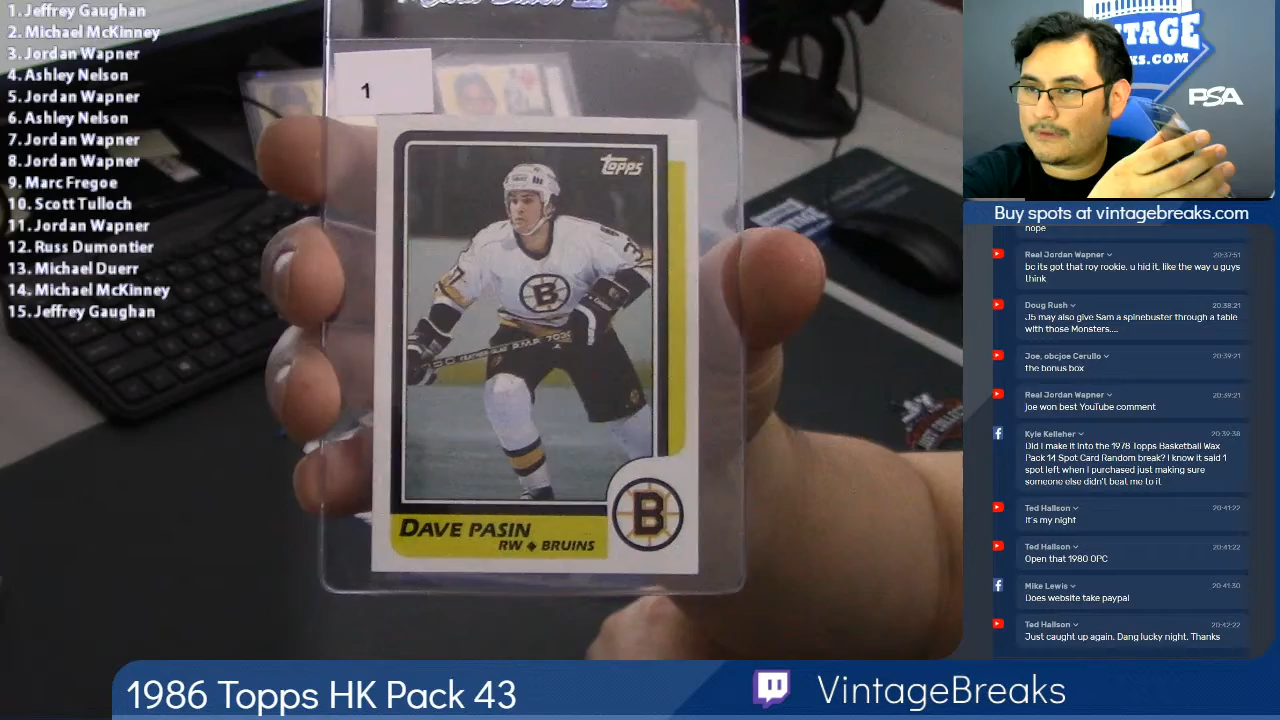 1. Jeffrey Gaughan
2. Michael McKinney
3. Jordan Wapner
4. Ashley Nelson
5. Jordan Wapner
6. Ashley Nelson
7. Jordan Wapner
8. Jordan Wapner
9. Marc Fregoe
10. Scott Tulloch
11. Jordan Wapner
12. Russ Dumontier
13. Michael Duerr
14. Michael McKinney
15. Jeffrey Gaughan
1
topps
B
DAVE PASIN
RW ◆ BRUINS
B
PSA
Buy spots at vintagebreaks.com
nope
Real Jordan Wapner 20:37:51
bc its got that roy rookie. u hid it. like the way u guys
think
Doug Rush 20:38:21
J5 may also give Sam a spinebuster through a table
with those Monsters....
Joe, obcjoe Cerullo 20:39:21
the bonus box
Real Jordan Wapner 20:39:21
joe won best YouTube comment
Kyle Kelleher 20:39:38
Did I make it into the 1978 Topps Basketball Wax
Pack 14 Spot Card Random break? I know it said 1
spot left when I purchased just making sure
someone else didn't beat me to it
Ted Hallson 20:41:22
It's my night
Ted Hallson 20:41:22
Open that 1980 OPC
Mike Lewis 20:41:30
Does website take paypal
Ted Hallson 20:42:22
Just caught up again. Dang lucky night. Thanks
1986 Topps HK Pack 43
VintageBreaks